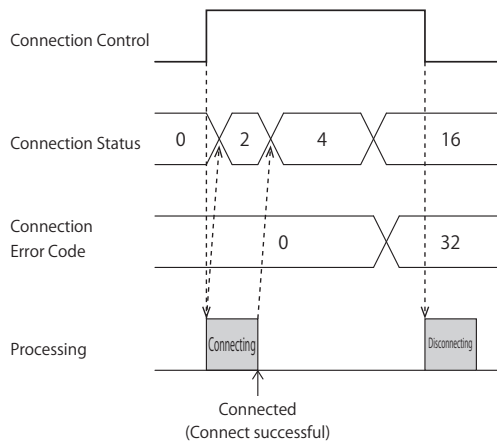 Connection Control
Connection Status
0
2
4
16
Connection
Error Code
0
32
Processing
Connecting
Disconnecting
Connected
(Connect successful)